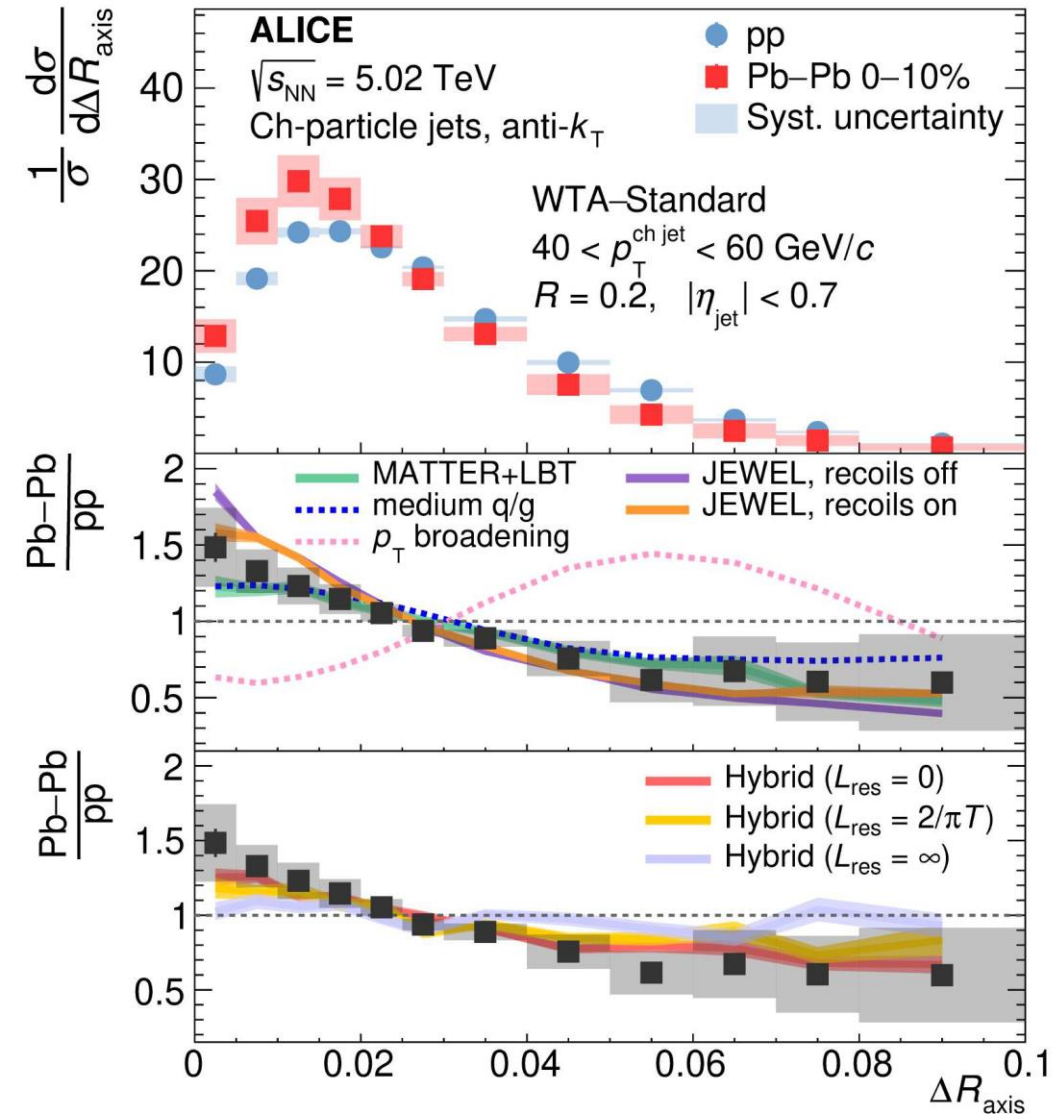 1/σ dσ/dΔR_axis
ALICE
√s_NN = 5.02 TeV
Ch-particle jets, anti-k_T
pp
Pb–Pb 0–10%
Syst. uncertainty
WTA–Standard
40 < p_T^ch jet < 60 GeV/c
R = 0.2, |η_jet| < 0.7
40
30
20
10
Pb–Pb
pp
MATTER+LBT
medium q/g
p_T broadening
JEWEL, recoils off
JEWEL, recoils on
2
1.5
1
0.5
Pb–Pb
pp
Hybrid (L_res = 0)
Hybrid (L_res = 2/πT)
Hybrid (L_res = ∞)
2
1.5
1
0.5
0 0.02 0.04 0.06 0.08 0.1
ΔR_axis